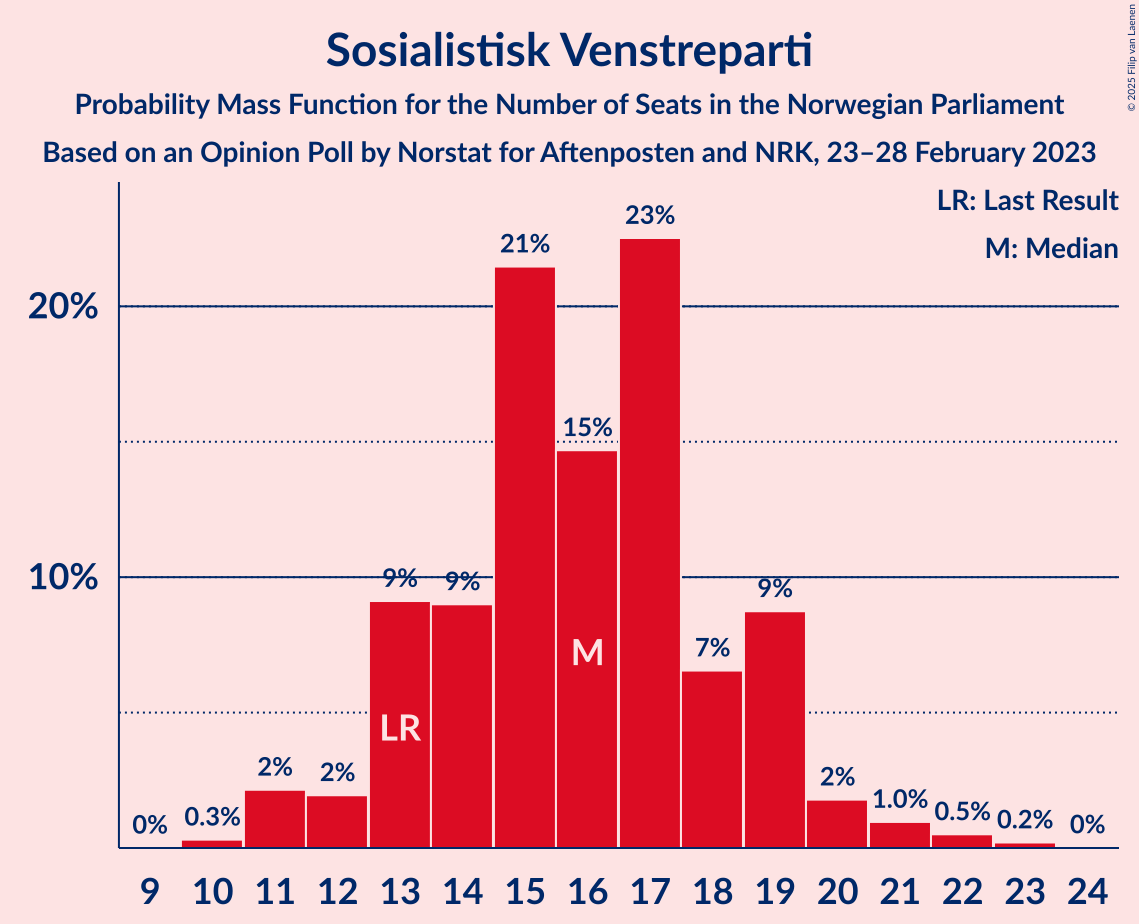 Sosialistisk Venstreparti
Probability Mass Function for the Number of Seats in the Norwegian Parliament
Based on an Opinion Poll by Norstat for Aftenposten and NRK, 23–28 February 2023
© 2025 Filip van Laenen
LR: Last Result
M: Median
20%
10%
0%
0.3%
2%
2%
9%
9%
21%
15%
23%
7%
9%
2%
1.0%
0.5%
0.2%
0%
LR
M
9 10 11 12 13 14 15 16 17 18 19 20 21 22 23 24